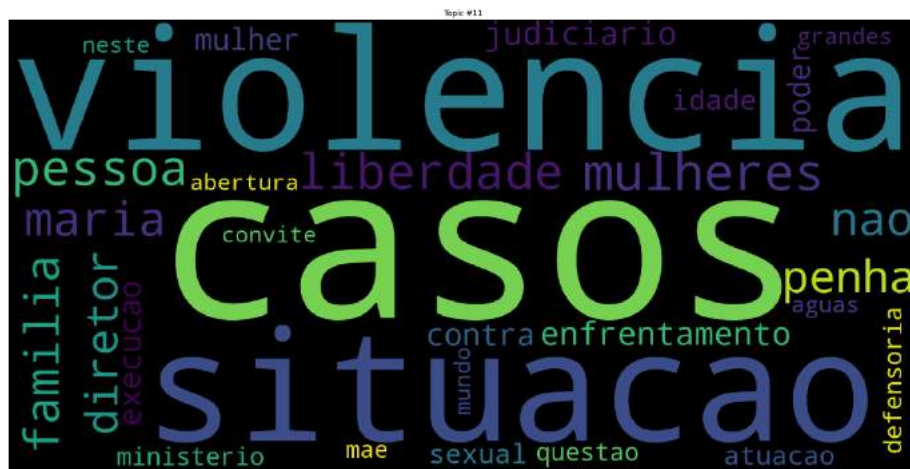 Topic #11
neste
mulher
judiciario
grandes
violencia
idade
poder
pessoa
abertura
liberdade
mulheres
maria
casos
convite
nao
penha
aguas
familia
diretor
execucao
contra
enfrentamento
situacao
mundo
defensoria
ministerio
mae
sexual
questao
atuacao